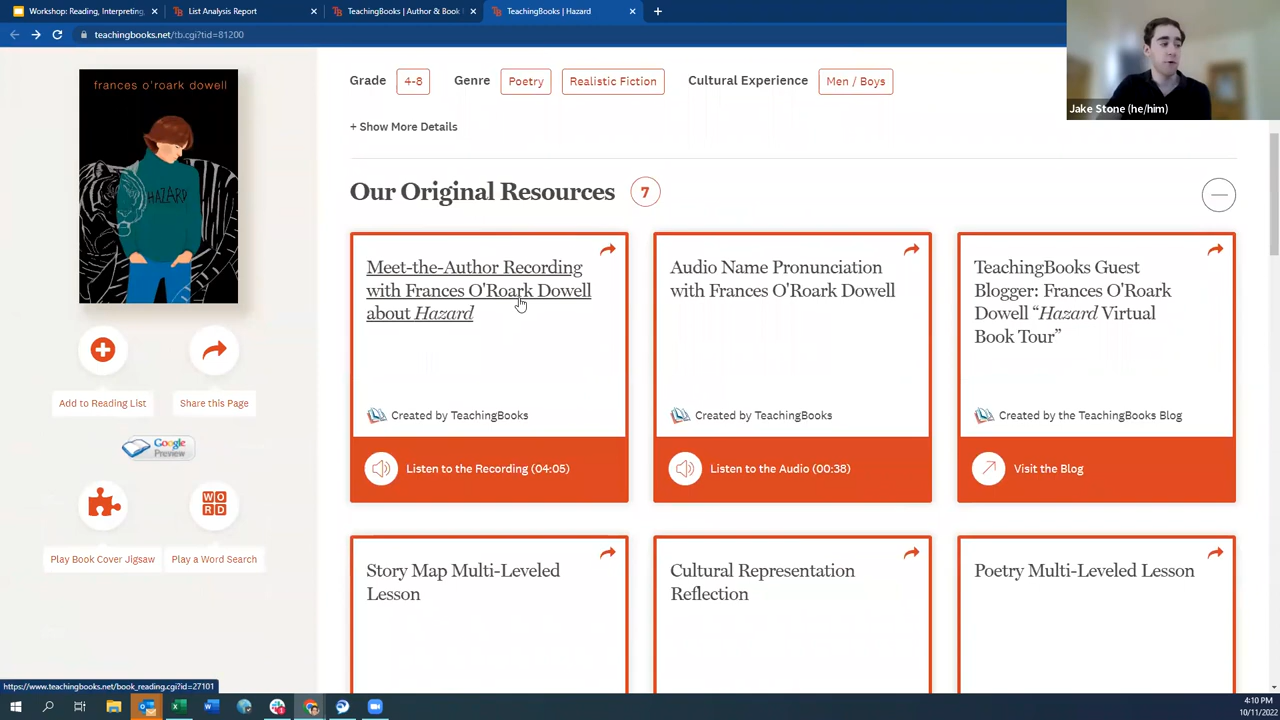 Workshop: Reading, Interpreting,
List Analysis Report
TeachingBooks | Author & Book
TeachingBooks | Hazard
teachingbooks.net/tb.cgi?tid=81200
Jake Stone (he/him)
frances o'roark dowell
HAZARD
Grade 4-8 Genre Poetry Realistic Fiction Cultural Experience Men / Boys
+ Show More Details
Our Original Resources 7
Meet-the-Author Recording
with Frances O'Roark Dowell
about Hazard
Created by TeachingBooks
Listen to the Recording (04:05)
Audio Name Pronunciation
with Frances O'Roark Dowell
Created by TeachingBooks
Listen to the Audio (00:38)
TeachingBooks Guest
Blogger: Frances O'Roark
Dowell “Hazard Virtual
Book Tour”
Created by the TeachingBooks Blog
Visit the Blog
Add to Reading List
Share this Page
Google
Preview
WO
RD
Play Book Cover Jigsaw
Play a Word Search
Story Map Multi-Leveled
Lesson
Cultural Representation
Reflection
Poetry Multi-Leveled Lesson
https://www.teachingbooks.net/book_reading.cgi?id=27101
4:10 PM
10/11/2022